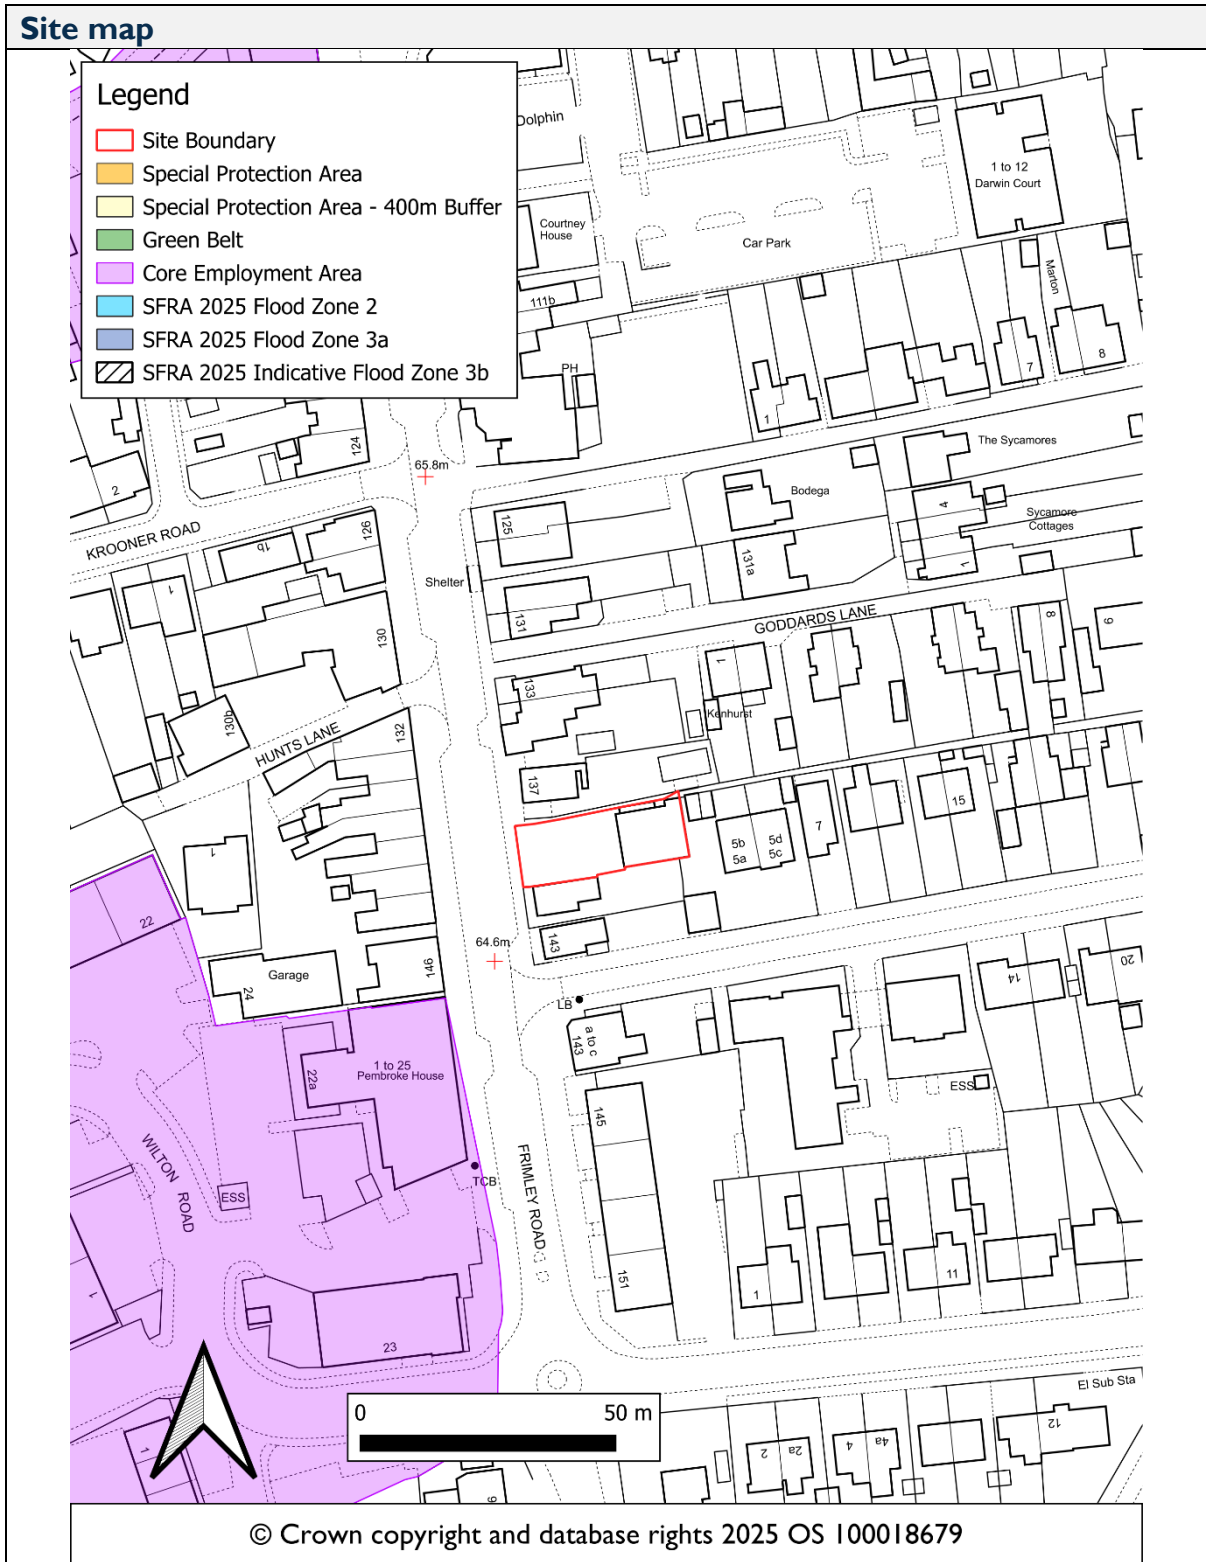 Site map
Legend
Site Boundary
Special Protection Area
Special Protection Area - 400m Buffer
Green Belt
Core Employment Area
SFRA 2025 Flood Zone 2
SFRA 2025 Flood Zone 3a
SFRA 2025 Indicative Flood Zone 3b
Dolphin
1 to 12
Darwin Court
Courtney
House
Car Park
111b
Marlon
PH
1
7
8
124
65.8m
2
The Sycamores
Bodega
4
Sycamore
Cottages
1
KROONER ROAD
1b
126
125
131a
Shelter
1
131
GODDARDS LANE
8
9
130
133
1
Kenhurst
130b
HUNTS LANE
132
137
15
7
5b
5d
5a
5c
1
22
143
64.6m
146
Garage
24
14
20
LB
a to c
143
1 to 25
Pembroke House
22a
ESS
145
WILTON ROAD
FRIMLEY ROAD
TCB
ESS
151
1
11
1
23
El Sub Sta
0
50 m
12
1
2
2a
4
4a
9
© Crown copyright and database rights 2025 OS 100018679